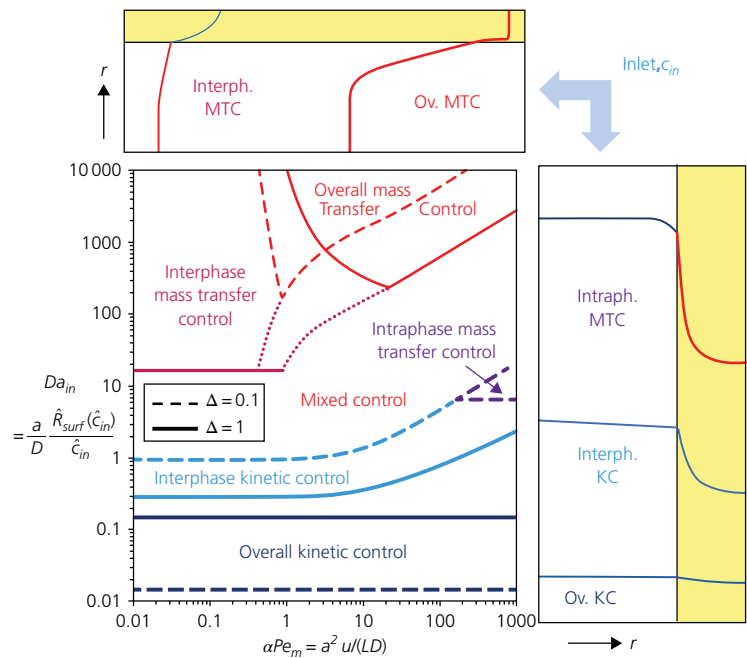 r
Interph.
MTC
Ov. MTC
Inlet, c_in
10 000
1000
100
10
1
0.1
0.01
Da_in
= a/D R̂_surf(ĉ_in)/ĉ_in
Overall mass
Transfer Control
Interphase
mass transfer
control
Intraphase mass
transfer control
Δ = 0.1
Δ = 1
Mixed control
Interphase kinetic control
Overall kinetic control
0.01 0.1 1 10 100 1000
αPe_m = a² u/(LD)
Intraph.
MTC
Interph.
KC
Ov. KC
r